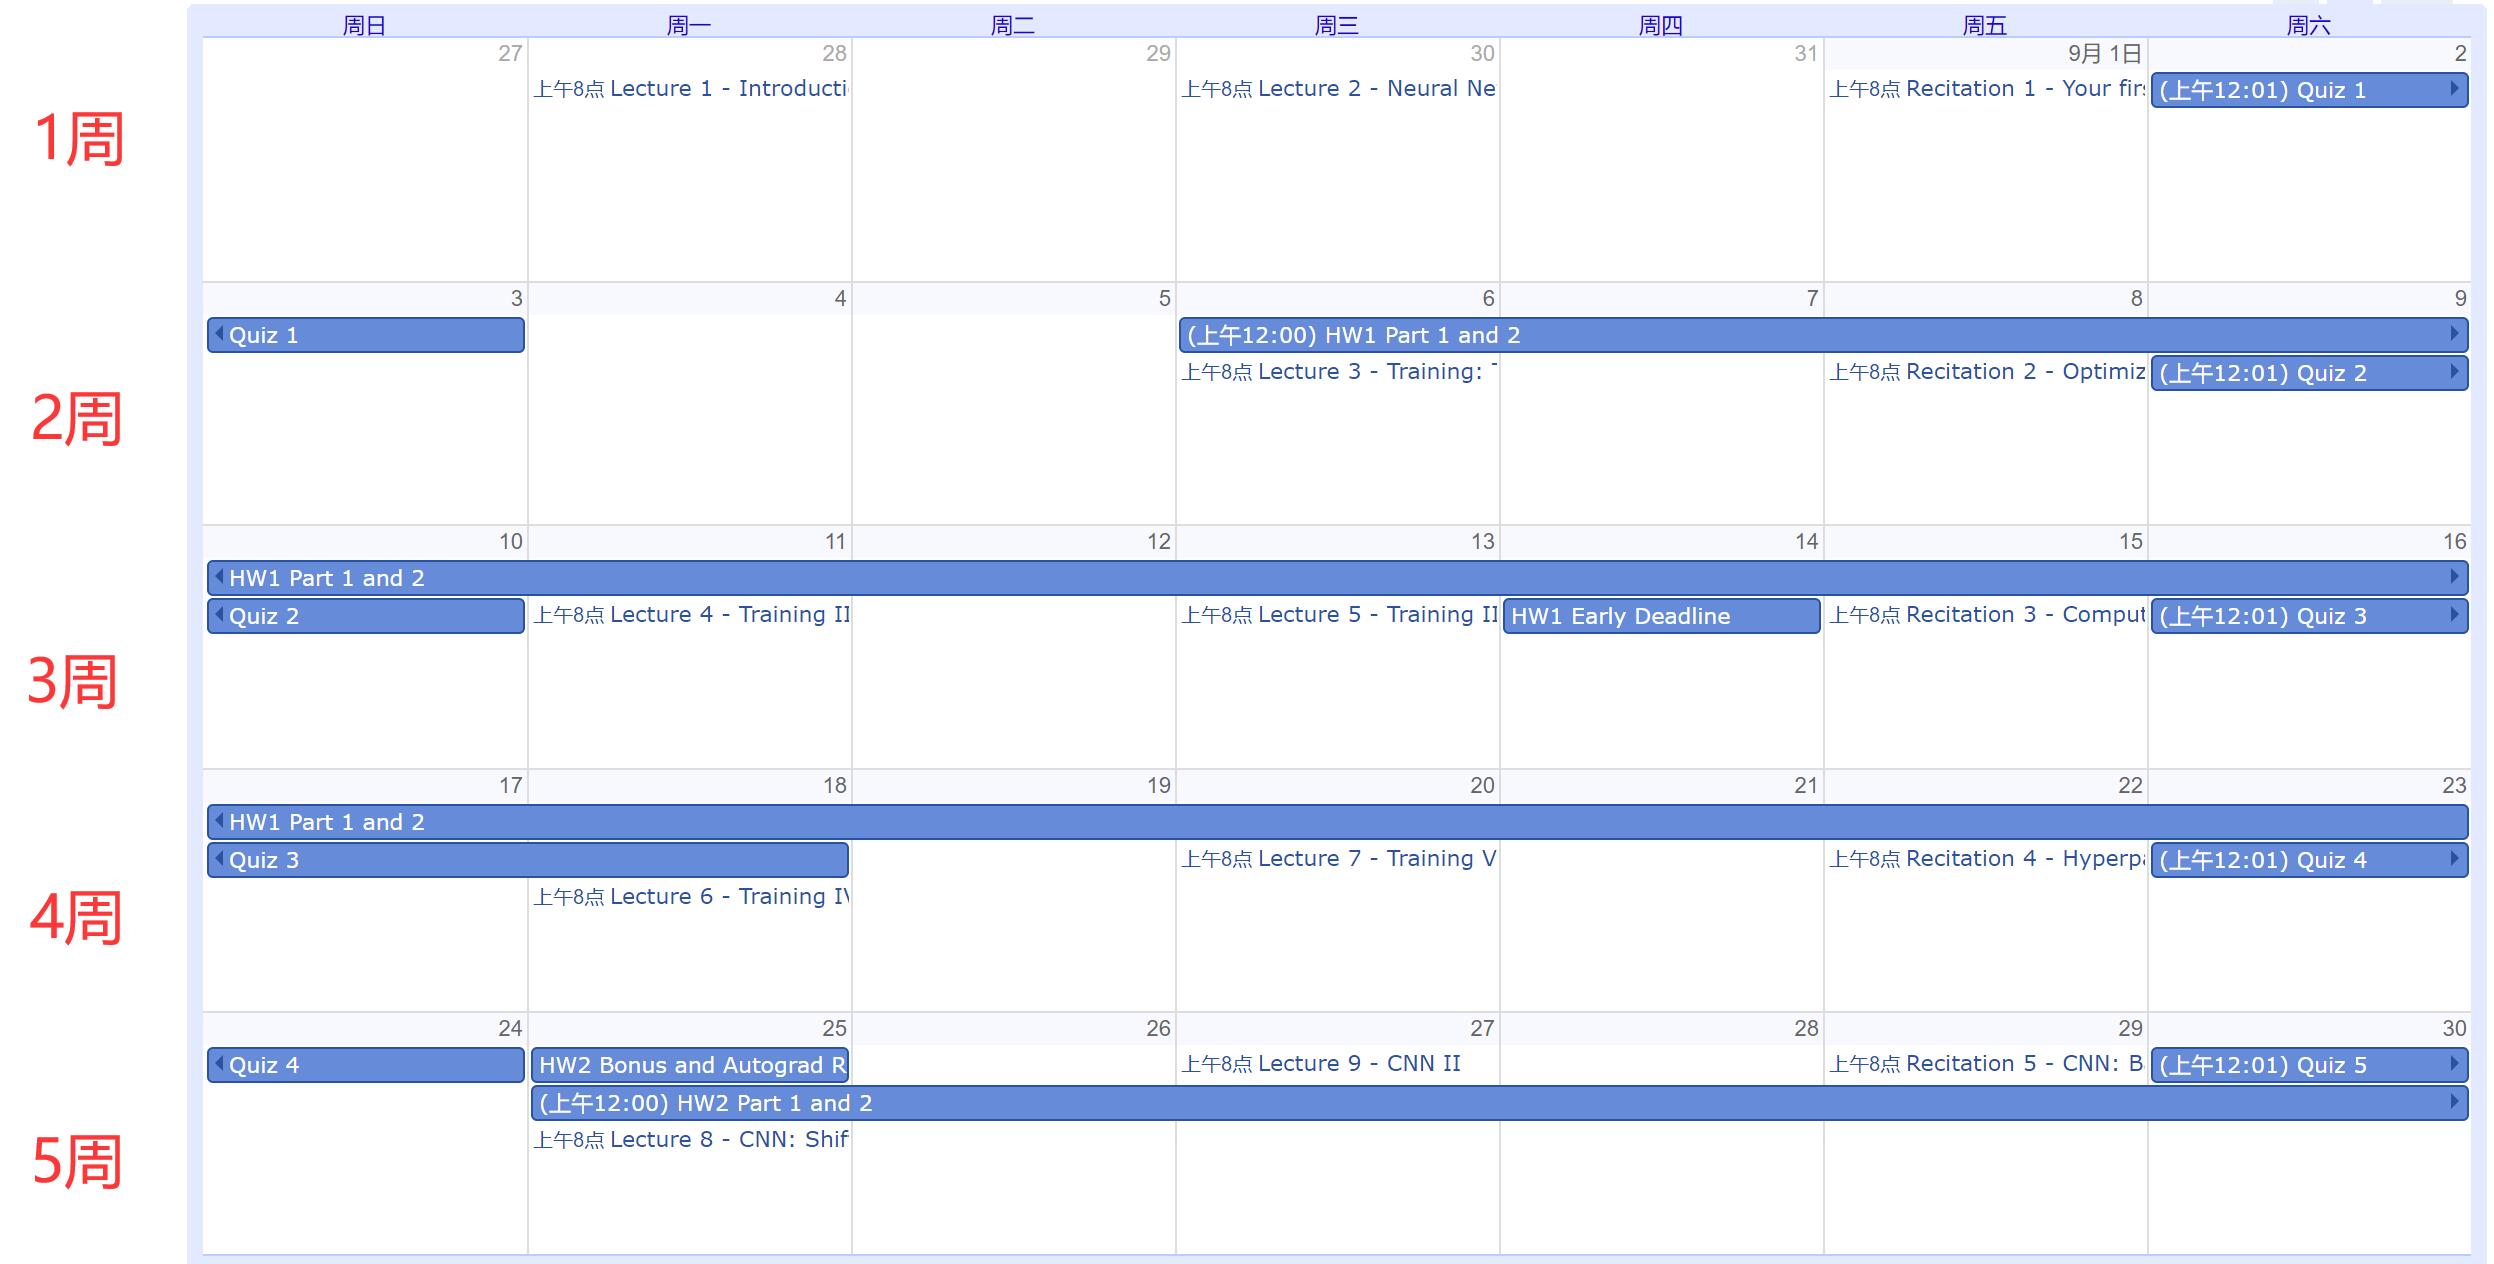 周日 周一 周二 周三 周四 周五 周六
27 28 29 30 31 9月 1日 2
上午8点 Lecture 1 - Introducti 上午8点 Lecture 2 - Neural Ne 上午8点 Recitation 1 - Your firs (上午12:01) Quiz 1
1周
3 4 5 6 7 8 9
Quiz 1 (上午12:00) HW1 Part 1 and 2
上午8点 Lecture 3 - Training: 上午8点 Recitation 2 - Optimiz (上午12:01) Quiz 2
2周
10 11 12 13 14 15 16
HW1 Part 1 and 2
Quiz 2 上午8点 Lecture 4 - Training II 上午8点 Lecture 5 - Training II HW1 Early Deadline 上午8点 Recitation 3 - Comput (上午12:01) Quiz 3
3周
17 18 19 20 21 22 23
HW1 Part 1 and 2
Quiz 3 上午8点 Lecture 7 - Training V 上午8点 Recitation 4 - Hyperpa (上午12:01) Quiz 4
上午8点 Lecture 6 - Training IV
4周
24 25 26 27 28 29 30
Quiz 4 HW2 Bonus and Autograd R 上午8点 Lecture 9 - CNN II 上午8点 Recitation 5 - CNN: B (上午12:01) Quiz 5
(上午12:00) HW2 Part 1 and 2
上午8点 Lecture 8 - CNN: Shif
5周